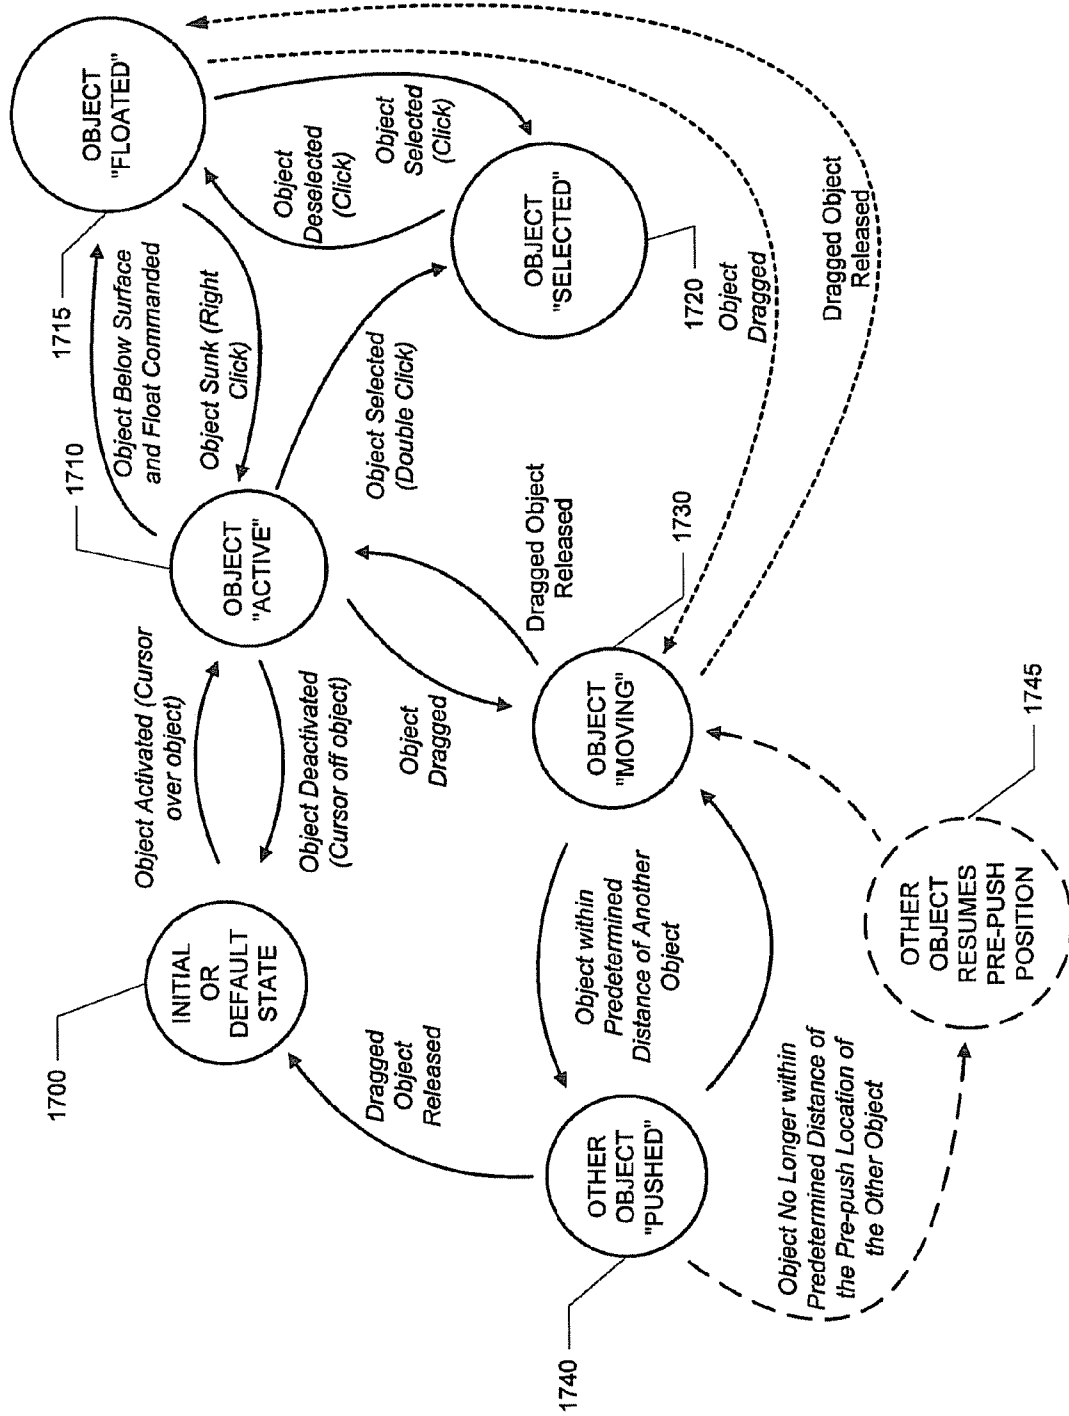 1700
INITIAL
OR
DEFAULT
STATE
Object Activated (Cursor
over object)
Object Deactivated
(Cursor off object)
1710
OBJECT
"ACTIVE"
Object Below Surface
and Float Commanded
Object Sunk (Right
Click)
1715
OBJECT
"FLOATED"
Object
Deselected
(Click)
Object
Selected
(Click)
Object Selected
(Double Click)
OBJECT
"SELECTED"
1720
Object
Dragged
Dragged Object
Released
Dragged Object
Released
Object
Dragged
1730
OBJECT
"MOVING"
Dragged
Object
Released
Object within
Predetermined
Distance of Another
Object
1740
OTHER
OBJECT
"PUSHED"
Object No Longer within
Predetermined Distance of
the Pre-push Location of
the Other Object
1745
OTHER
OBJECT
RESUMES
PRE-PUSH
POSITION